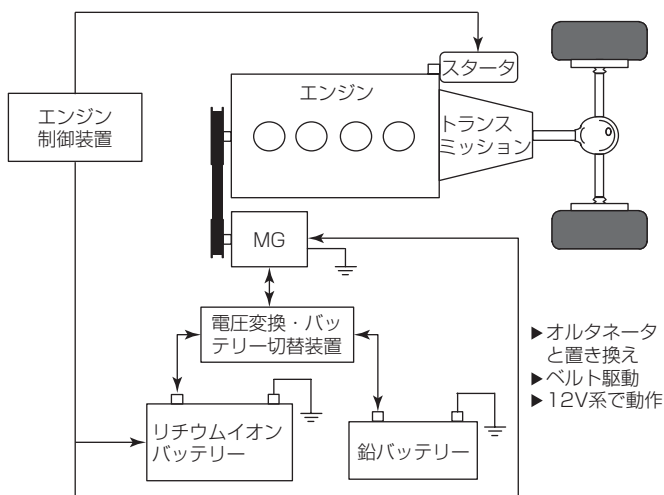 スタータ
エンジン
エンジン
制御装置
トランス
ミッション
MG
電圧変換・バッ
テリー切替装置
▶オルタネータ
と置き換え
▶ベルト駆動
▶12V系で動作
リチウムイオン
バッテリー
鉛バッテリー